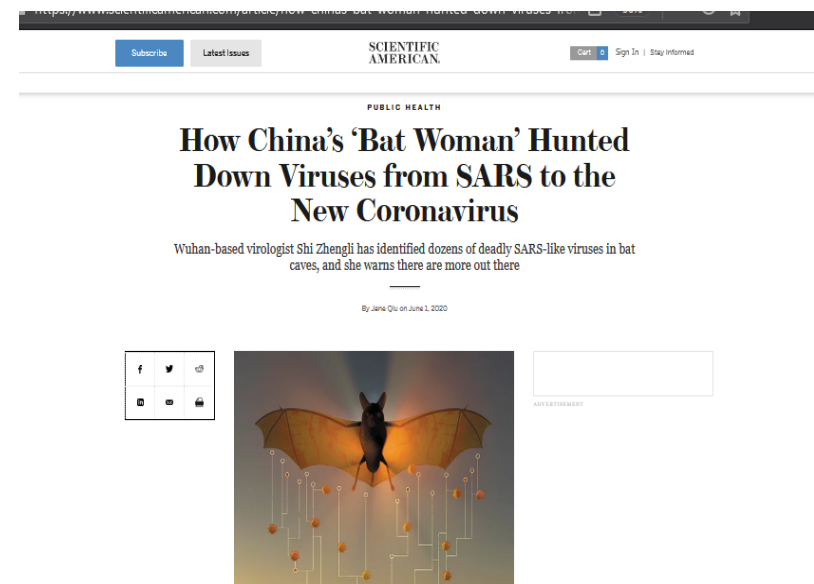 Subscribe
Latest Issues
SCIENTIFIC
AMERICAN.
Cart 0
Sign In | Stay Informed
PUBLIC HEALTH
How China’s ‘Bat Woman’ Hunted
Down Viruses from SARS to the
New Coronavirus
Wuhan-based virologist Shi Zhengli has identified dozens of deadly SARS-like viruses in bat
caves, and she warns there are more out there
By Jane Qiu on June 1, 2020
ADVERTISEMENT